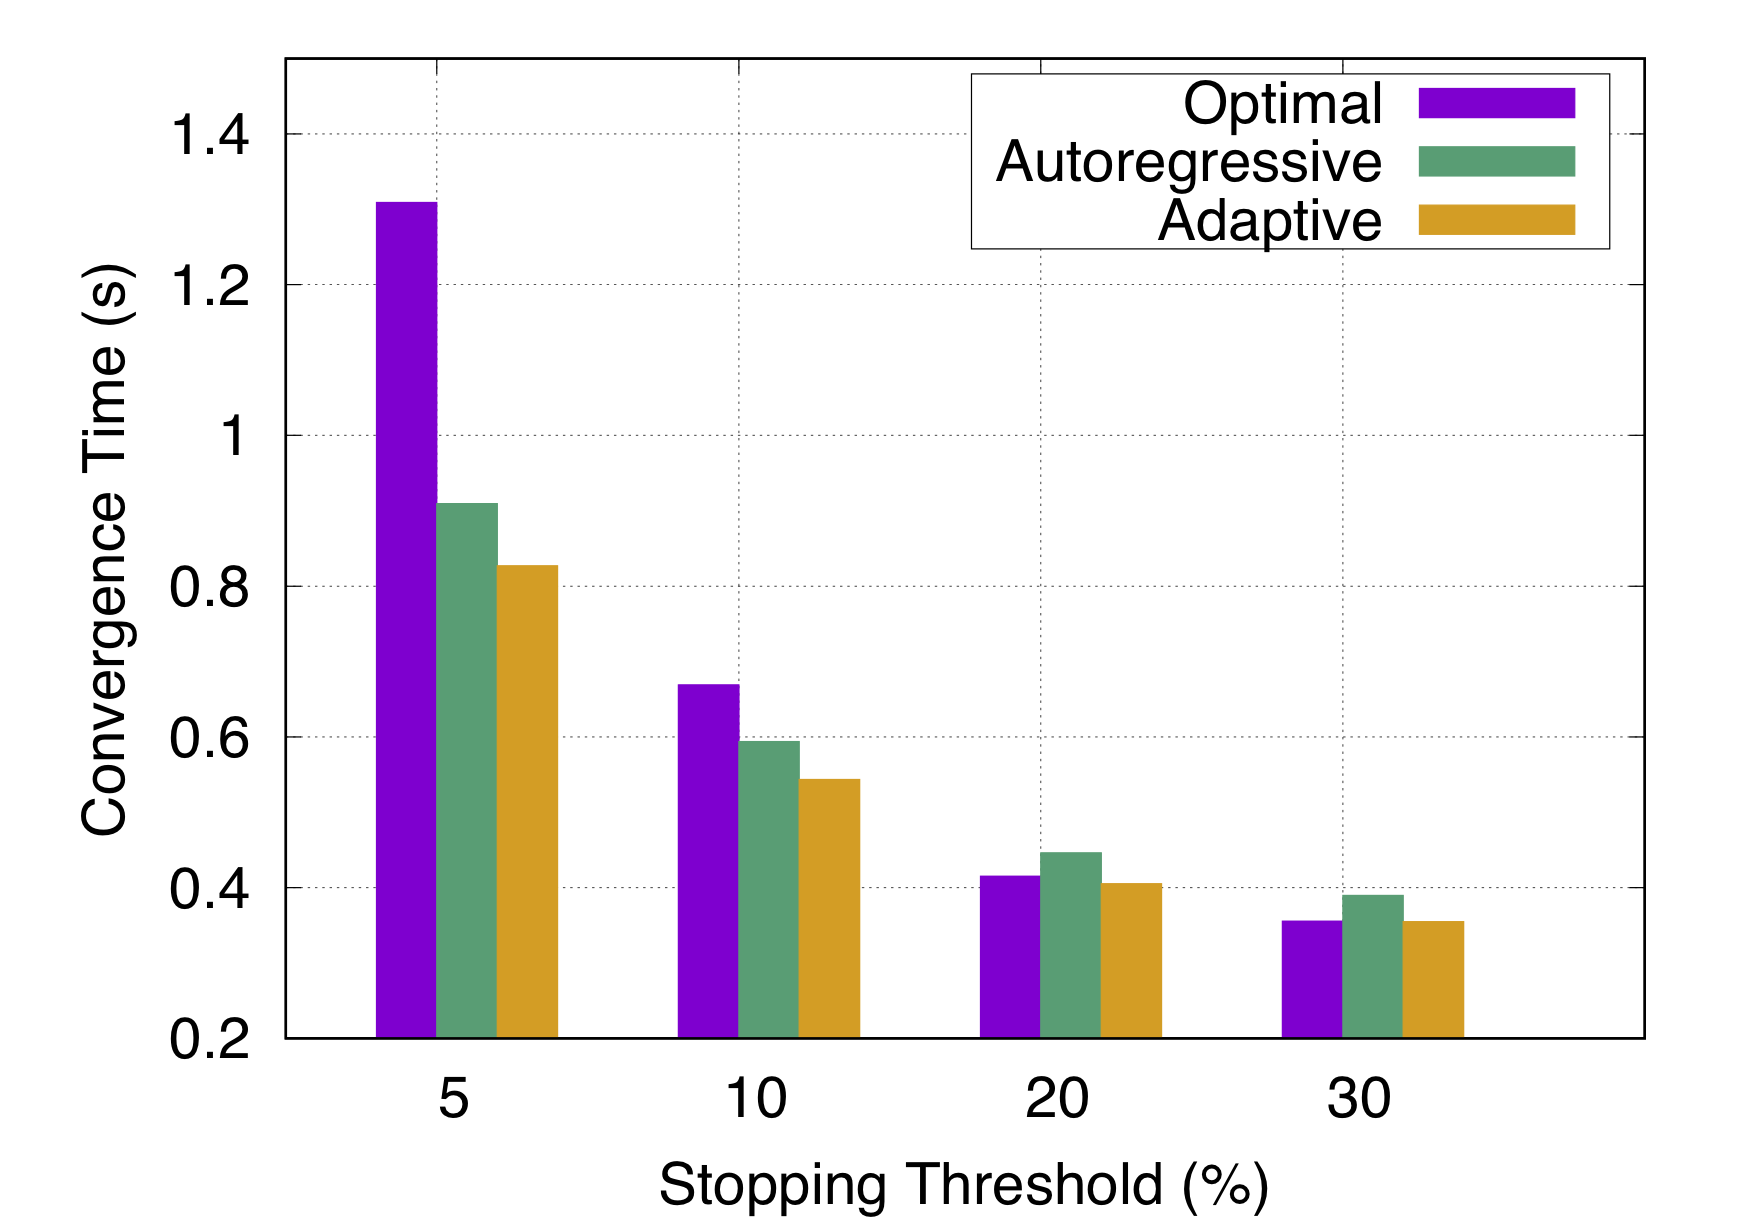 Optimal
Autoregressive
Adaptive
1.4
1.2
1
0.8
0.6
0.4
0.2
Convergence Time (s)
5 10 20 30
Stopping Threshold (%)